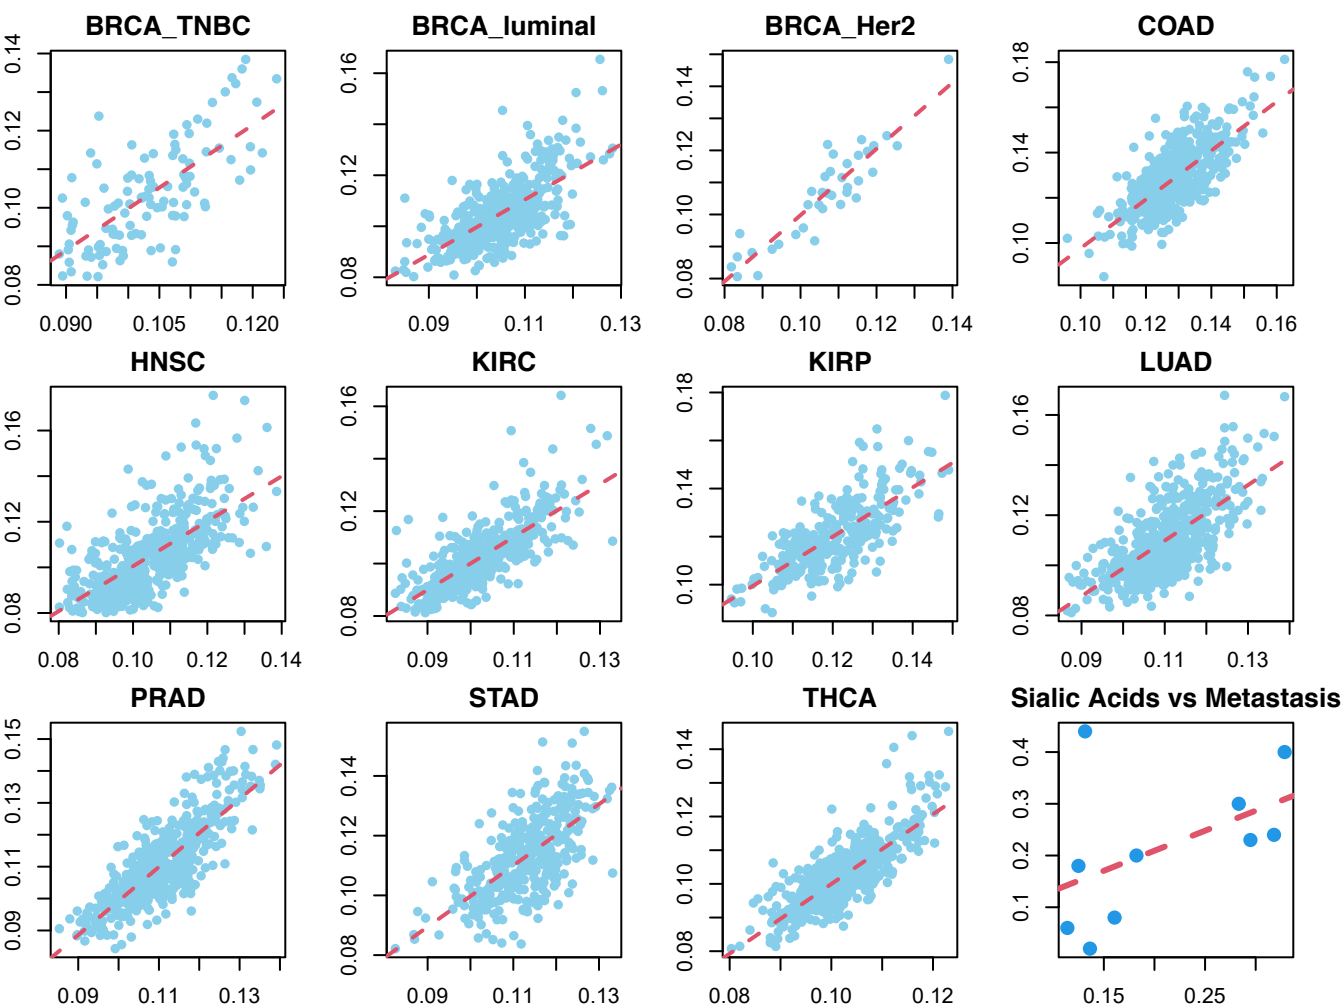 BRCA_TNBC
0.08 0.10 0.12 0.14
0.090 0.105 0.120
BRCA_luminal
0.08 0.12 0.16
0.09 0.11 0.13
BRCA_Her2
0.08 0.10 0.12 0.14
0.08 0.10 0.12 0.14
COAD
0.10 0.14 0.18
0.10 0.12 0.14 0.16
HNSC
0.08 0.12 0.16
0.08 0.10 0.12 0.14
KIRC
0.08 0.12 0.16
0.09 0.11 0.13
KIRP
0.10 0.14 0.18
0.10 0.12 0.14
LUAD
0.08 0.12 0.16
0.09 0.11 0.13
PRAD
0.09 0.11 0.13 0.15
0.09 0.11 0.13
STAD
0.08 0.10 0.12 0.14
0.09 0.11 0.13
THCA
0.08 0.10 0.12 0.14
0.08 0.10 0.12
Sialic Acids vs Metastasis
0.1 0.2 0.3 0.4
0.15 0.25